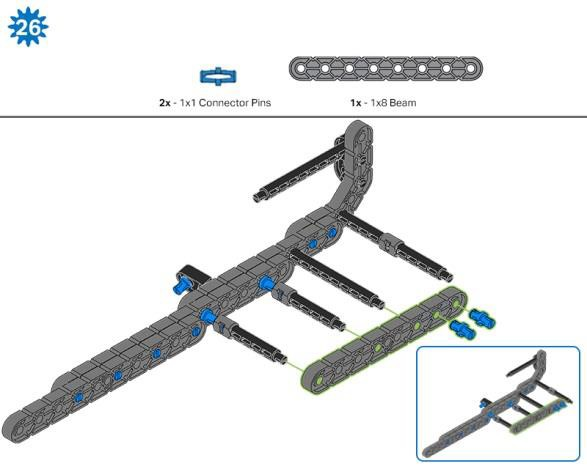 26
2x - 1x1 Connector Pins
1x - 1x8 Beam